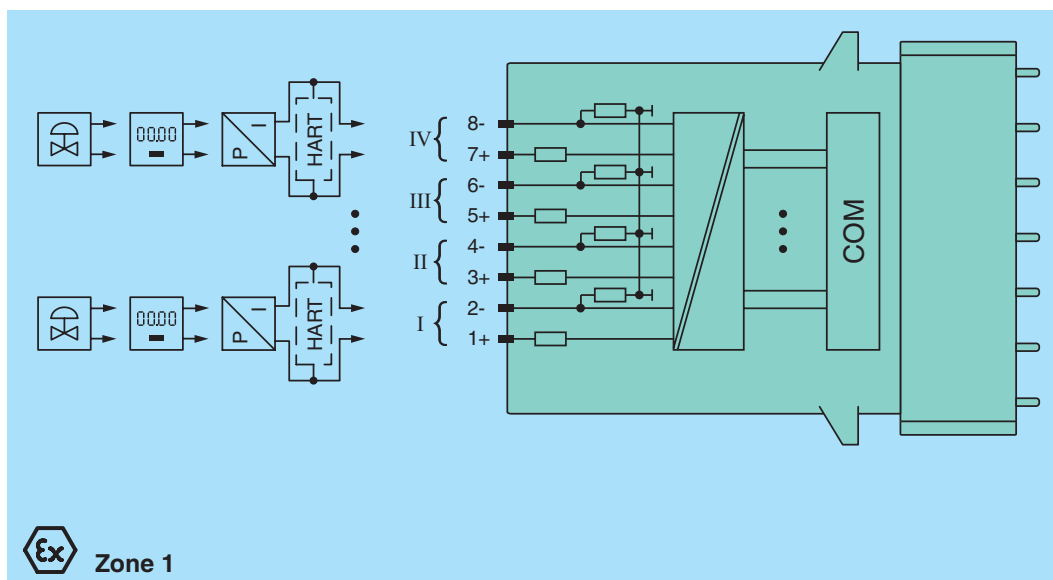 IV
8-
7+
III
6-
5+
II
4-
3+
I
2-
1+
00.00
P I
HART
00.00
P I
HART
COM
Ex Zone 1